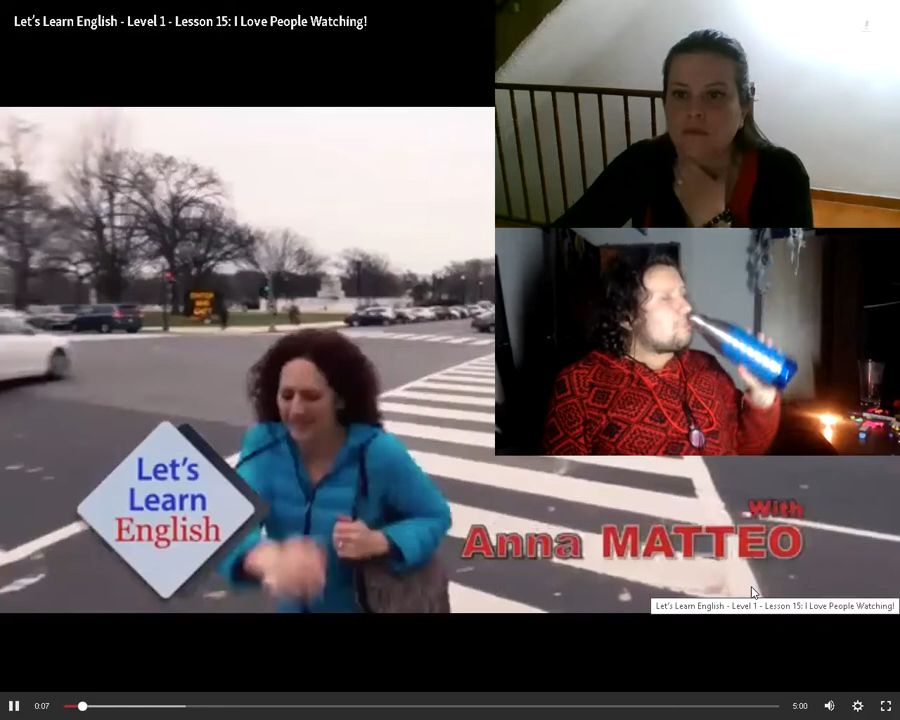 Let's Learn English - Level 1 - Lesson 15: I Love People Watching!
Let's
Learn
English
With
Anna MATTEO
Let's Learn English - Level 1 - Lesson 15: I Love People Watching!
0:07
5:00